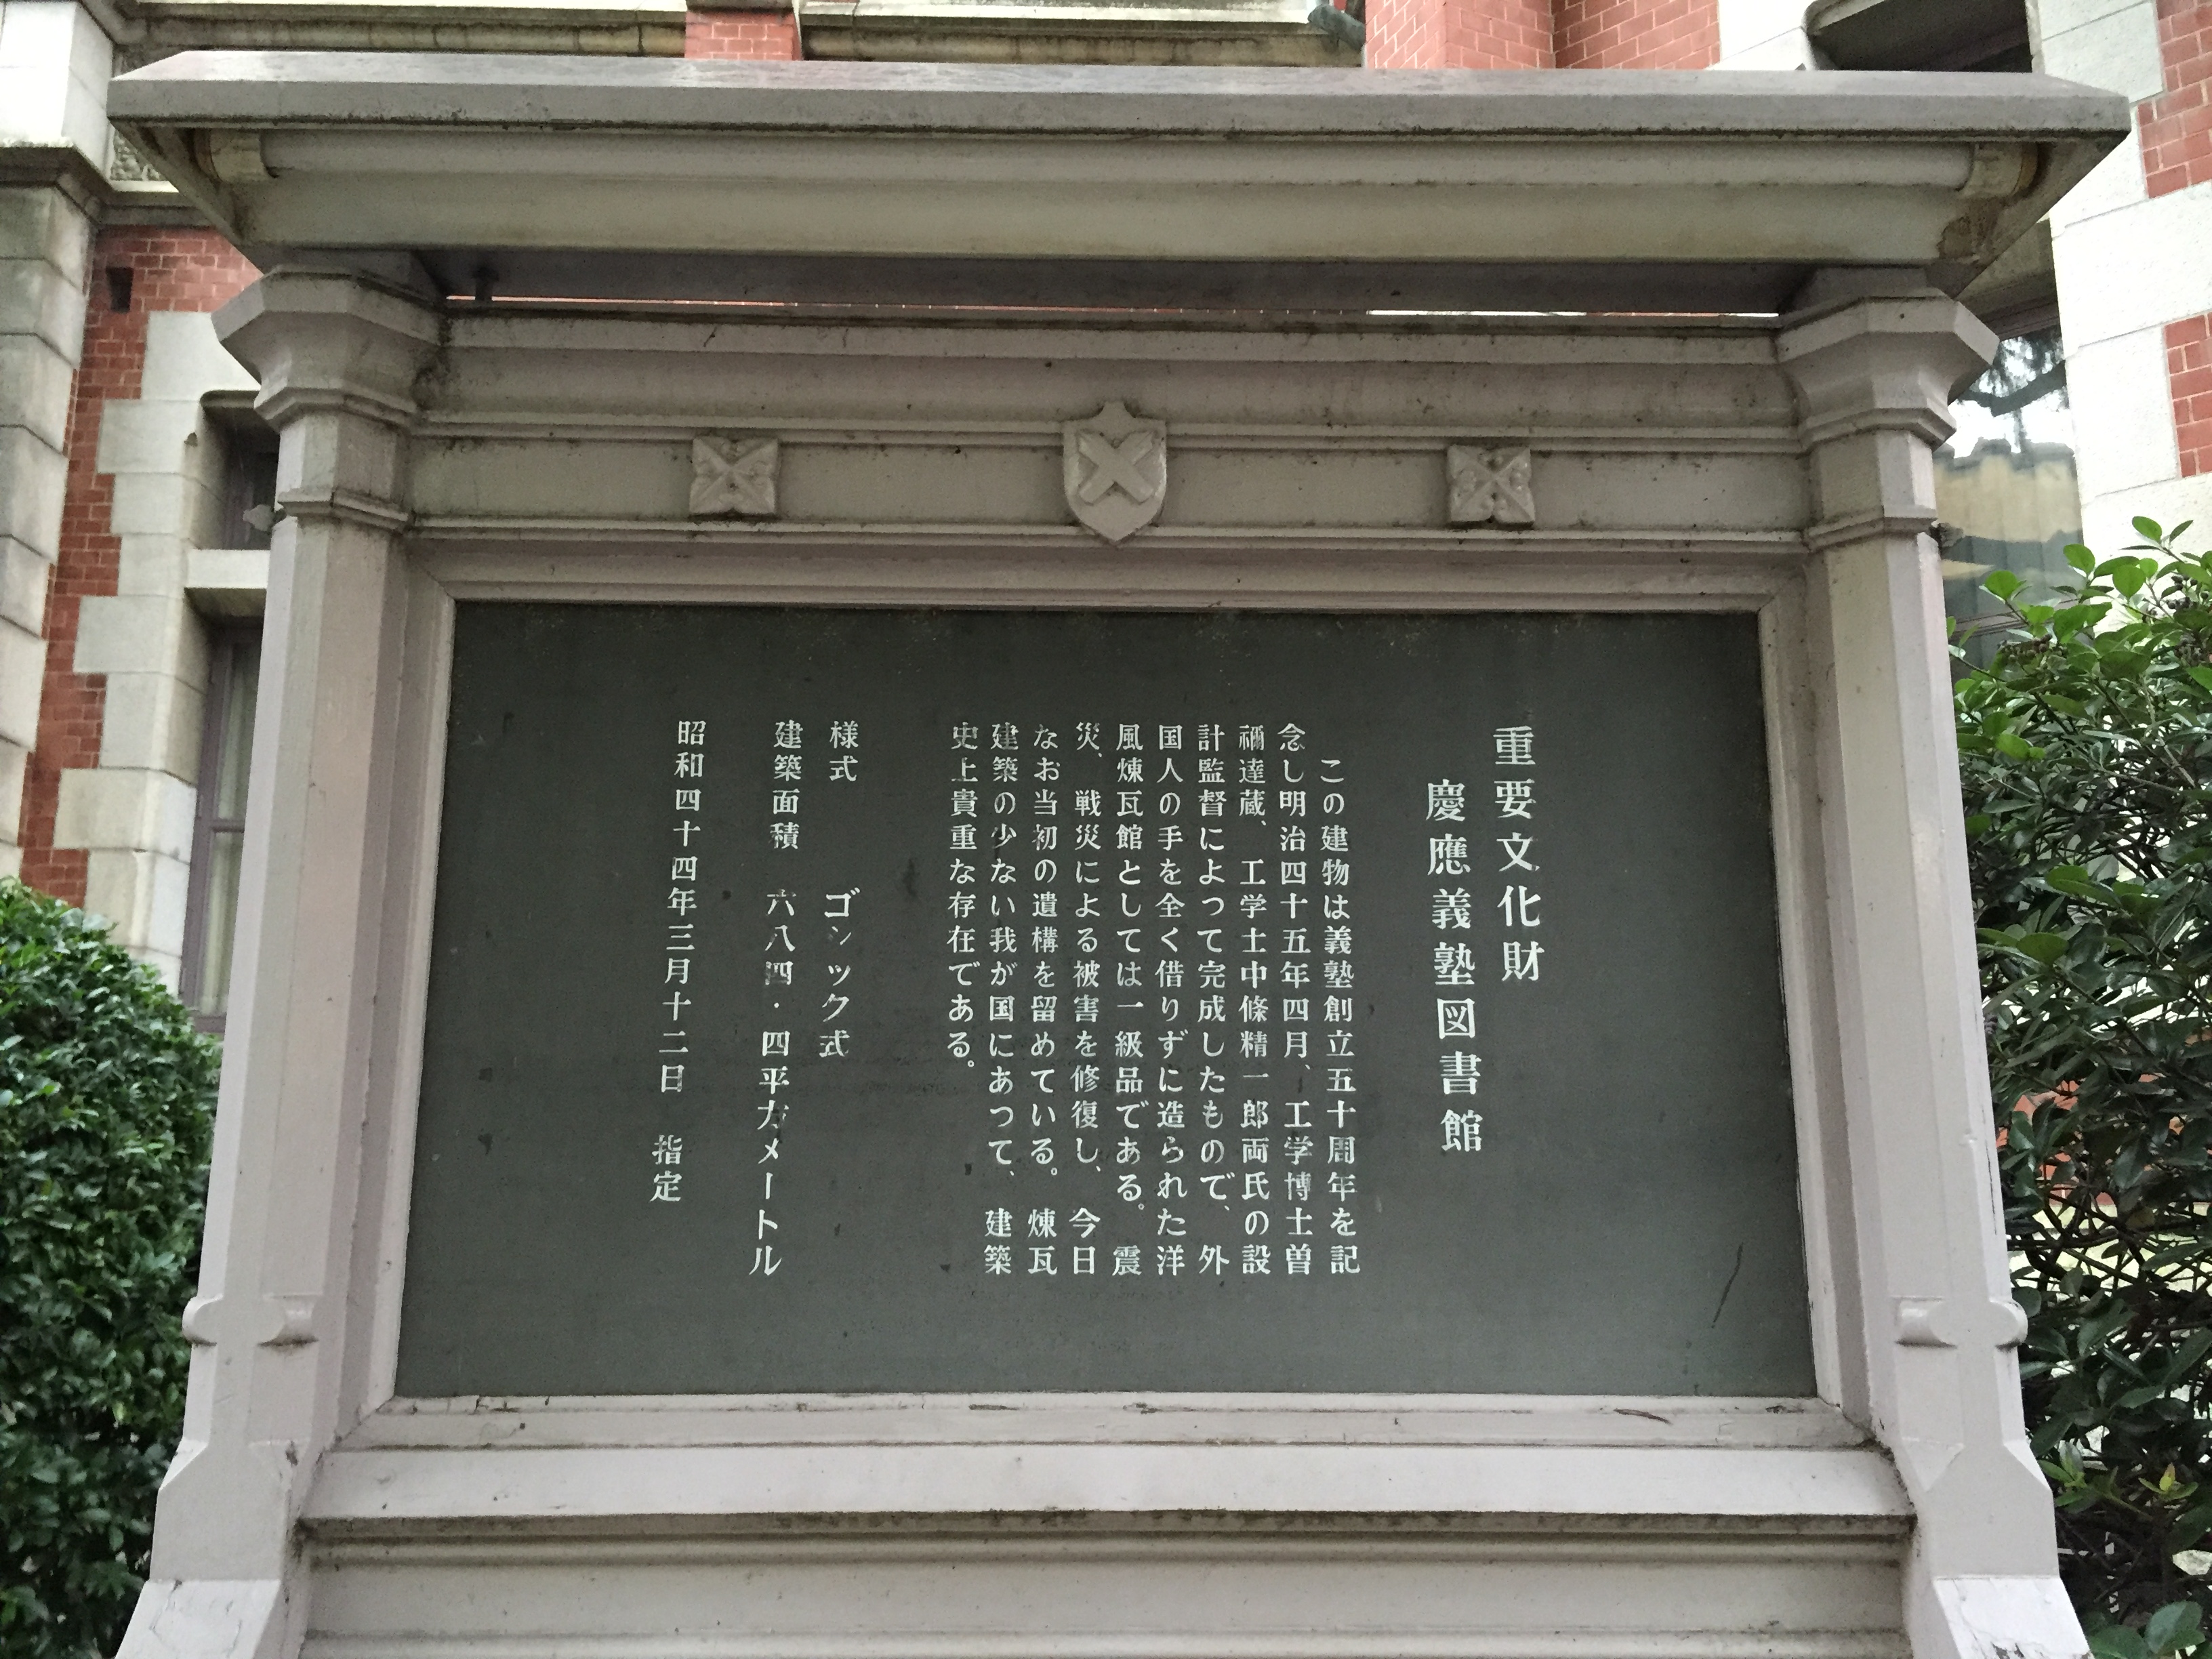 重要文化財
慶應義塾図書館
この建物は義塾創立五十周年を記
念し明治四十五年四月、工学博士曽
禰達蔵、工学士中條精一郎両氏の設
計監督によって完成したもので、外
国人の手を全く借りずに造られた洋
風煉瓦館としては一級品である。震
災、戦災による被害を修復し、今日
なお当初の遺構を留めている。煉瓦
建築の少ない我が国にあって、建築
史上貴重な存在である。
様式　ゴシック式
建築面積　六八四・四平方メートル
昭和四十四年三月十二日　指定